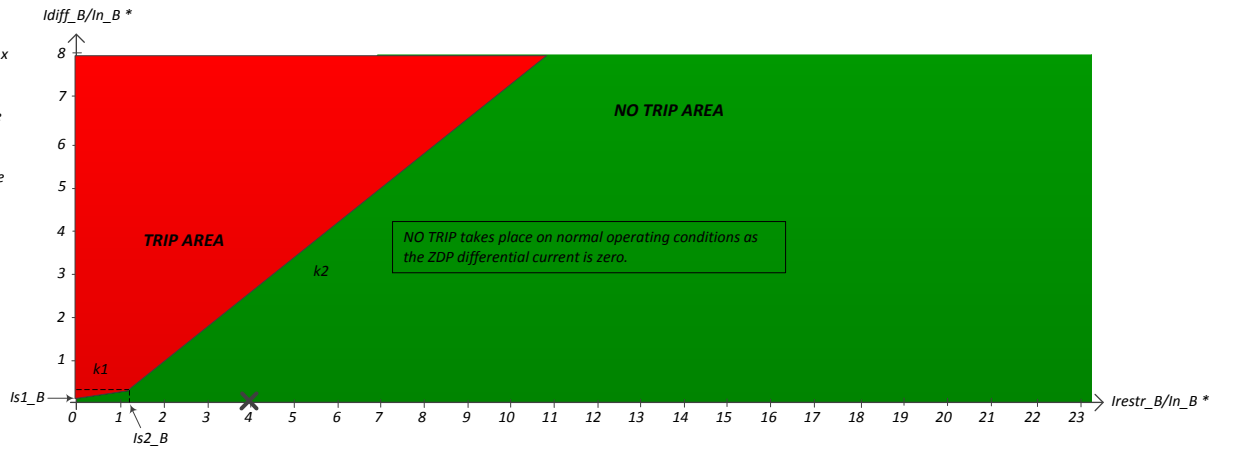 Idiff_B/In_B *
x
8
7
6
e
5
TRIP AREA
NO TRIP AREA
4
NO TRIP takes place on normal operating conditions as
the ZDP differential current is zero.
3
k2
2
1
k1
Is1_B
0 1 2 3 4 5 6 7 8 9 10 11 12 13 14 15 16 17 18 19 20 21 22 23
Irestr_B/In_B *
Is2_B